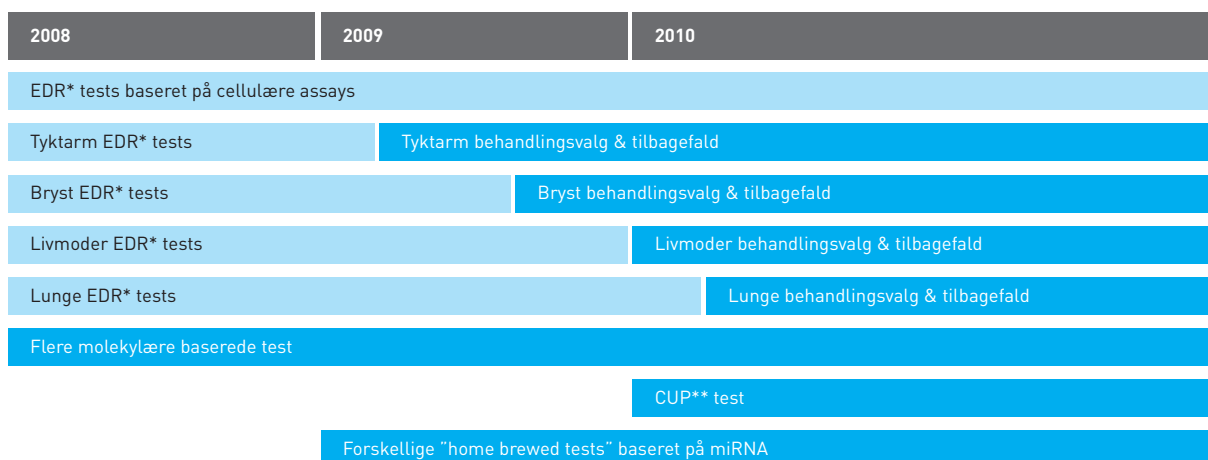 2008 2009 2010
EDR* tests baseret på cellulære assays
Tyktarm EDR* tests Tyktarm behandlingsvalg & tilbagefald
Bryst EDR* tests Bryst behandlingsvalg & tilbagefald
Livmoder EDR* tests Livmoder behandlingsvalg & tilbagefald
Lunge EDR* tests Lunge behandlingsvalg & tilbagefald
Flere molekylære baserede test
CUP** test
Forskellige "home brewed tests" baseret på miRNA